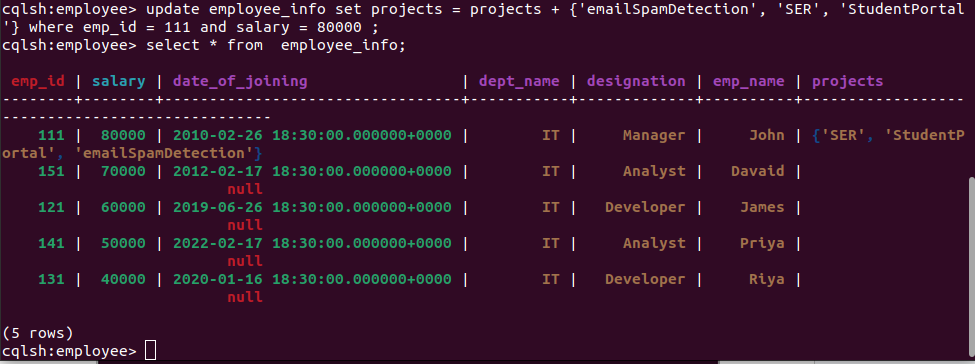 cqlsh:employee> update employee_info set projects = projects + {'emailSpamDetection', 'SER', 'StudentPortal
'} where emp_id = 111 and salary = 80000 ;
cqlsh:employee> select * from  employee_info;
 emp_id | salary | date_of_joining                 | dept_name | designation | emp_name | projects
--------+--------+---------------------------------+-----------+-------------+----------+------------------
------------------------------
    111 |  80000 | 2010-02-26 18:30:00.000000+0000 |        IT |     Manager |     John | {'SER', 'StudentP
ortal', 'emailSpamDetection'}
    151 |  70000 | 2012-02-17 18:30:00.000000+0000 |        IT |     Analyst |   Davaid |
                         null
    121 |  60000 | 2019-06-26 18:30:00.000000+0000 |        IT |   Developer |    James |
                         null
    141 |  50000 | 2022-02-17 18:30:00.000000+0000 |        IT |     Analyst |    Priya |
                         null
    131 |  40000 | 2020-01-16 18:30:00.000000+0000 |        IT |   Developer |     Riya |
                         null
(5 rows)
cqlsh:employee>